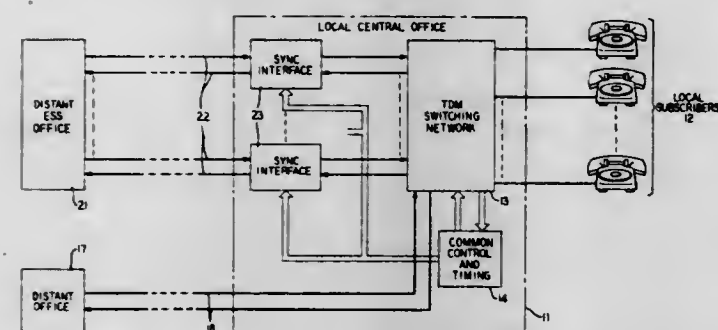 LOCAL CENTRAL OFFICE
SYNC
INTERFACE
DISTANT
ESS
OFFICE
22
23
TDM
SWITCHING
NETWORK
LOCAL
SUBSCRIBERS
12
SYNC
INTERFACE
21
13
17
COMMON
CONTROL
AND
TIMING
14
DISTANT
OFFICE
18
11